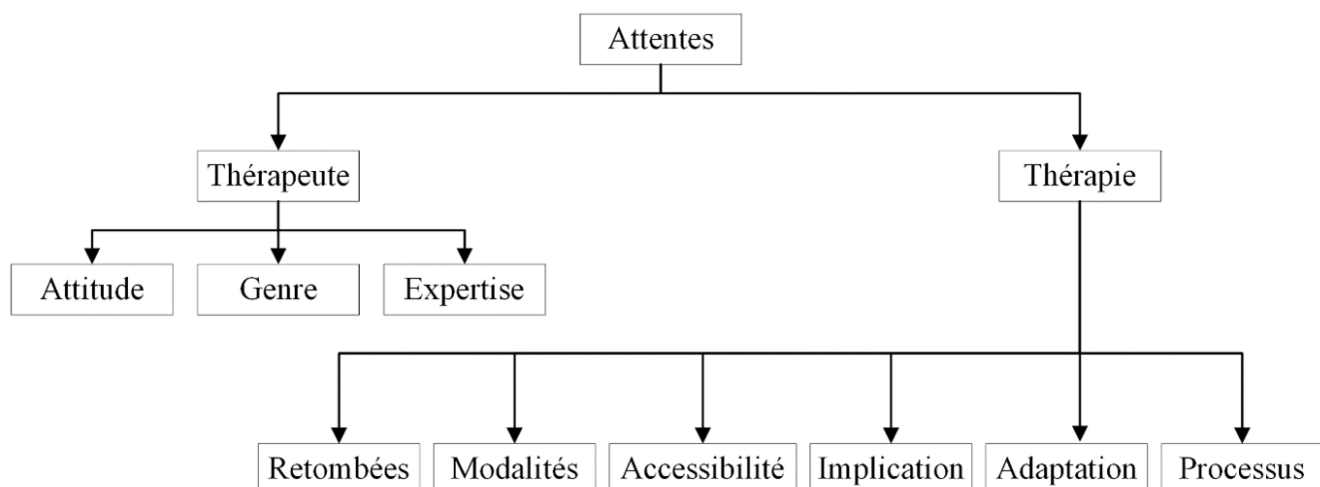 Attentes
Thérapeute
Thérapie
Attitude
Genre
Expertise
Retombées
Modalités
Accessibilité
Implication
Adaptation
Processus